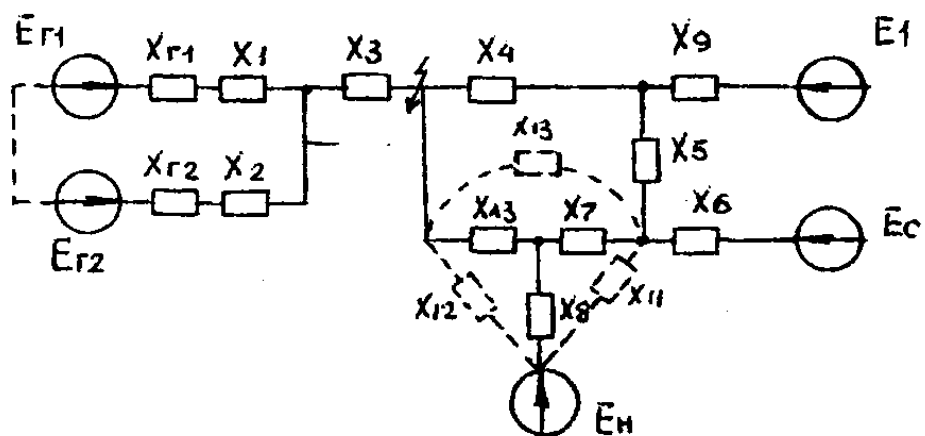 Eг1 Xг1 X1 X3 X4 X9 E1
X13 X5
Xг2 X2 X13 X7 X6 Ec
Eг2 X12 X8 X11
Eн